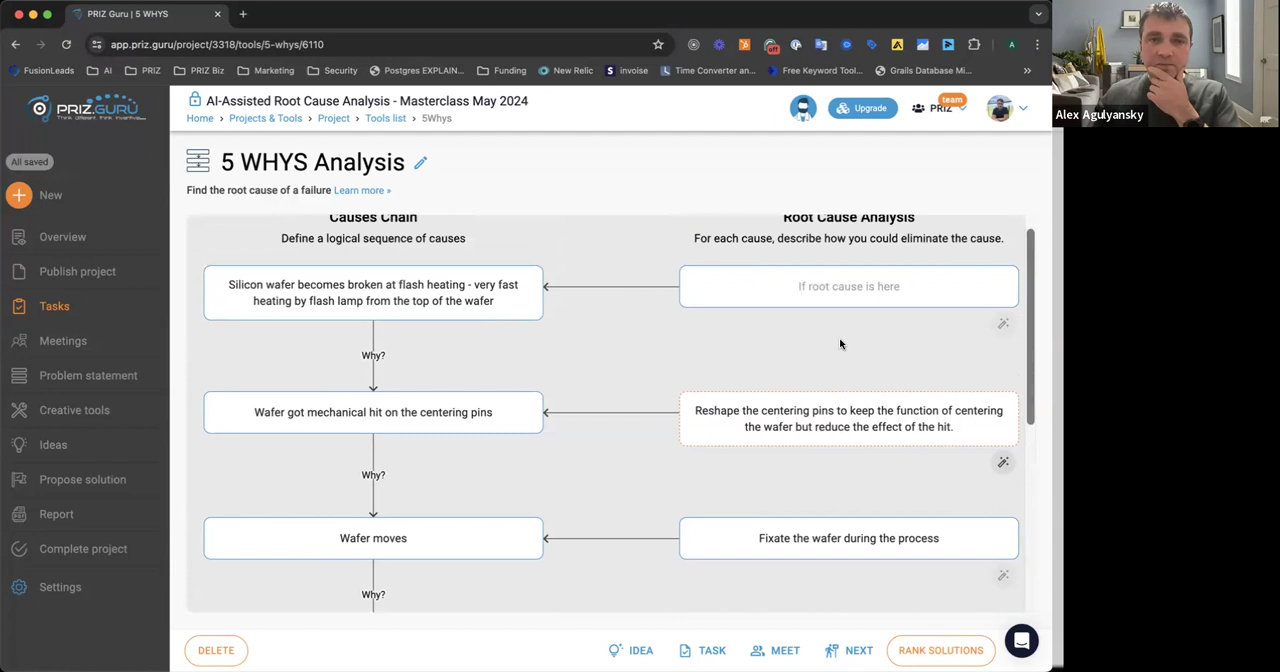 PRIZ Guru | 5 WHYS
app.priz.guru/project/3318/tools/5-whys/6110
off
A
FusionLeads
AI
PRIZ
PRIZ Biz
Marketing
Security
Postgres EXPLAIN...
Funding
New Relic
invoise
Time Converter an...
Free Keyword Tool...
Grails Database Mi...
Alex Agulyansky
PRIZ.GURU
Think different, think inventive
AI-Assisted Root Cause Analysis - Masterclass May 2024
Home > Projects & Tools > Project > Tools list > 5Whys
Upgrade
PRIZ
team
All saved
New
Overview
Publish project
Tasks
Meetings
Problem statement
Creative tools
Ideas
Propose solution
Report
Complete project
Settings
5 WHYS Analysis
Find the root cause of a failure Learn more »
Causes Chain
Define a logical sequence of causes
Root Cause Analysis
For each cause, describe how you could eliminate the cause.
Silicon wafer becomes broken at flash heating - very fast
heating by flash lamp from the top of the wafer
If root cause is here
Why?
Wafer got mechanical hit on the centering pins
Reshape the centering pins to keep the function of centering
the wafer but reduce the effect of the hit.
Why?
Wafer moves
Fixate the wafer during the process
Why?
DELETE
IDEA
TASK
MEET
NEXT
RANK SOLUTIONS